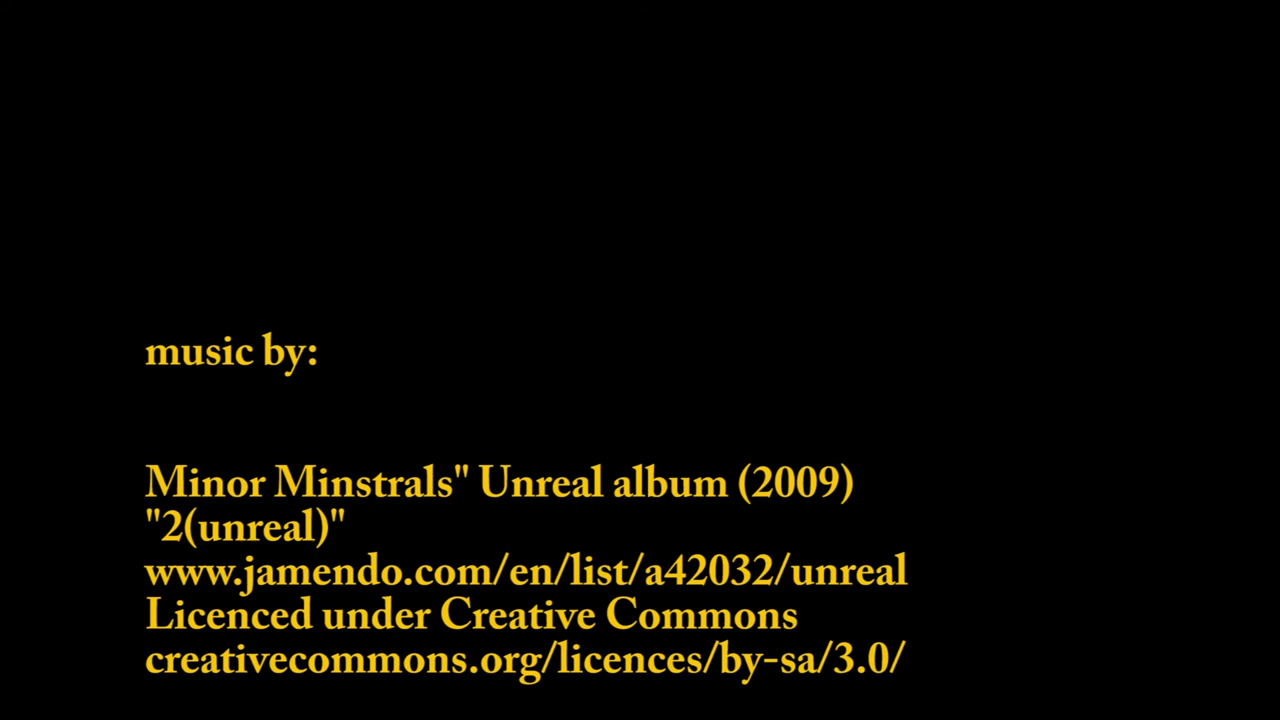 music by:
Minor Minstrals" Unreal album (2009)
"2(unreal)"
www.jamendo.com/en/list/a42032/unreal
Licenced under Creative Commons
creativecommons.org/licences/by-sa/3.0/